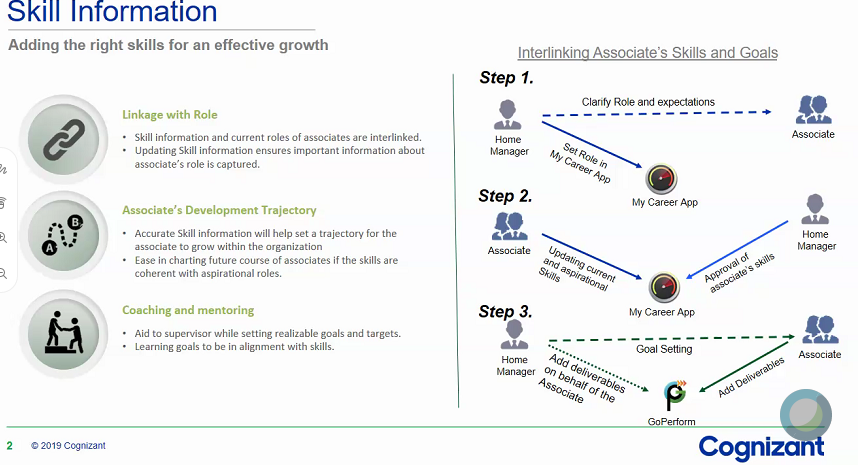 Skill Information
Adding the right skills for an effective growth
Linkage with Role
• Skill information and current roles of associates are interlinked.
• Updating Skill information ensures important information about
associate's role is captured.
Associate's Development Trajectory
• Accurate Skill information will help set a trajectory for the
associate to grow within the organization
• Ease in charting future course of associates if the skills are
coherent with aspirational roles.
Coaching and mentoring
• Aid to supervisor while setting realizable goals and targets.
• Learning goals to be in alignment with skills.
A
B
Interlinking Associate's Skills and Goals
Step 1.
Clarify Role and expectations
Home
Manager
Associate
Set Role in
My Career App
My Career App
Step 2.
Associate
Home
Manager
Updating current
and aspirational
Skills
Approval of
associate's skills
My Career App
Step 3.
Home
Manager
Goal Setting
Associate
Add deliverables
on behalf of the
Associate
Add Deliverables
GoPerform
2 © 2019 Cognizant
Cognizant